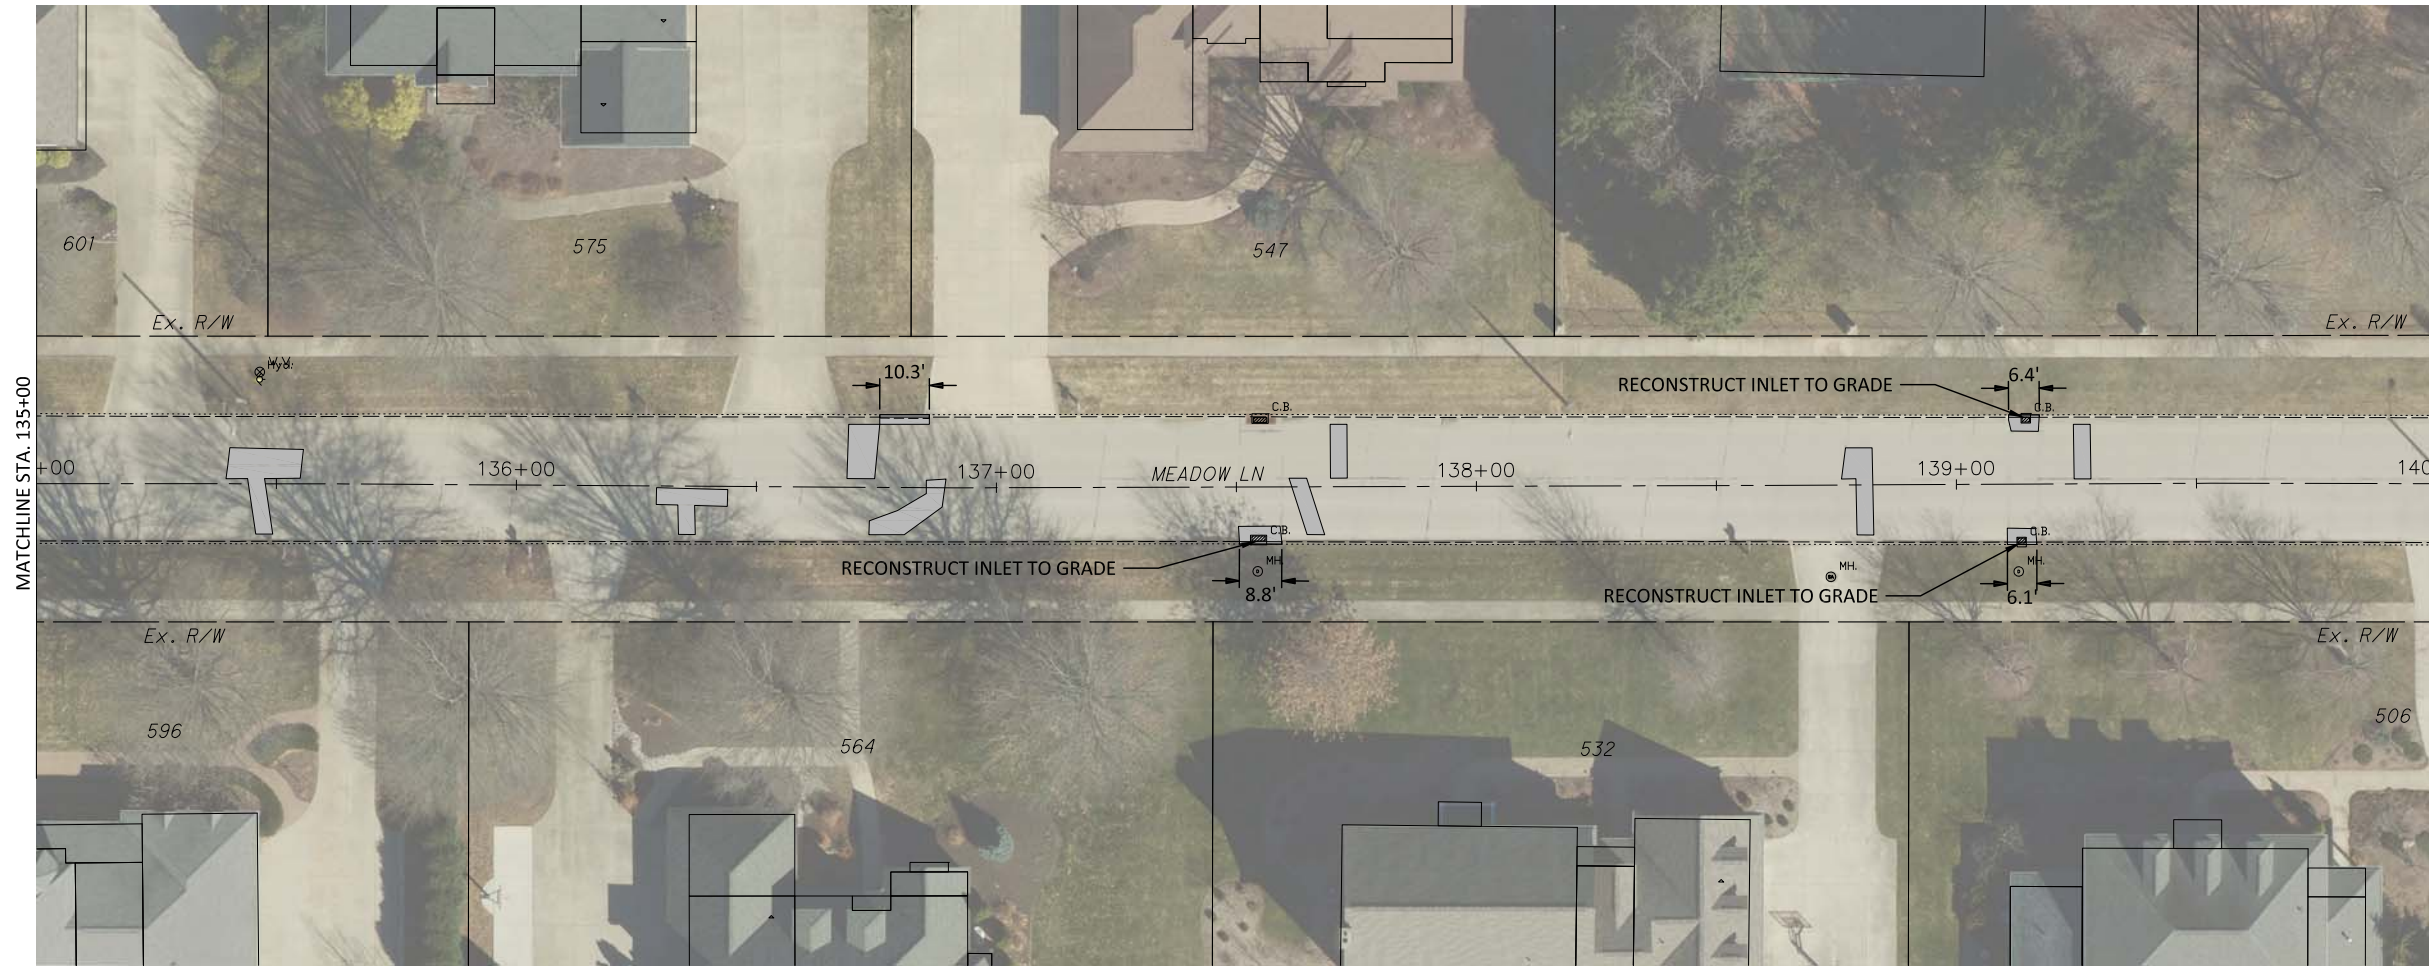 601
575
547
Ex. R/W
Ex. R/W
W.V.
Hyd.
10.3'
RECONSTRUCT INLET TO GRADE
6.4'
C.B.
C.B.
MATCHLINE STA. 135+00
+00
136+00
137+00
MEADOW LN
138+00
139+00
140
C.B.
C.B.
RECONSTRUCT INLET TO GRADE
MH.
8.8'
MH.
MH.
RECONSTRUCT INLET TO GRADE
6.1'
Ex. R/W
Ex. R/W
596
564
532
506